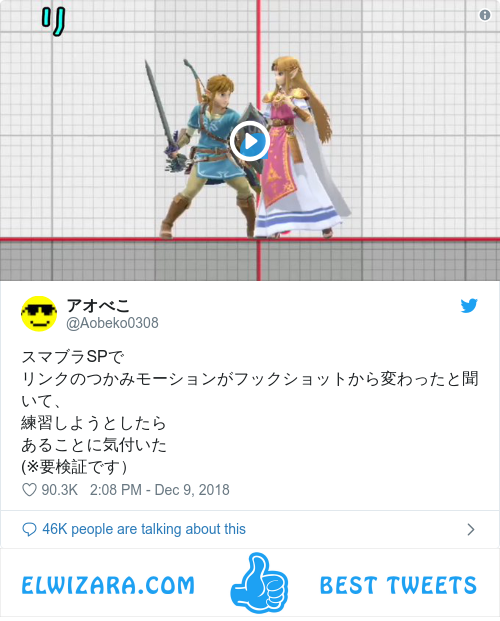 リ
アオべこ
@Aobeko0308
スマブラSPで
リンクのつかみモーションがフックショットから変わったと聞
いて、
練習しようとしたら
あることに気付いた
(※要検証です）
90.3K 2:08 PM - Dec 9, 2018
46K people are talking about this
ELWIZARA.COM BEST TWEETS